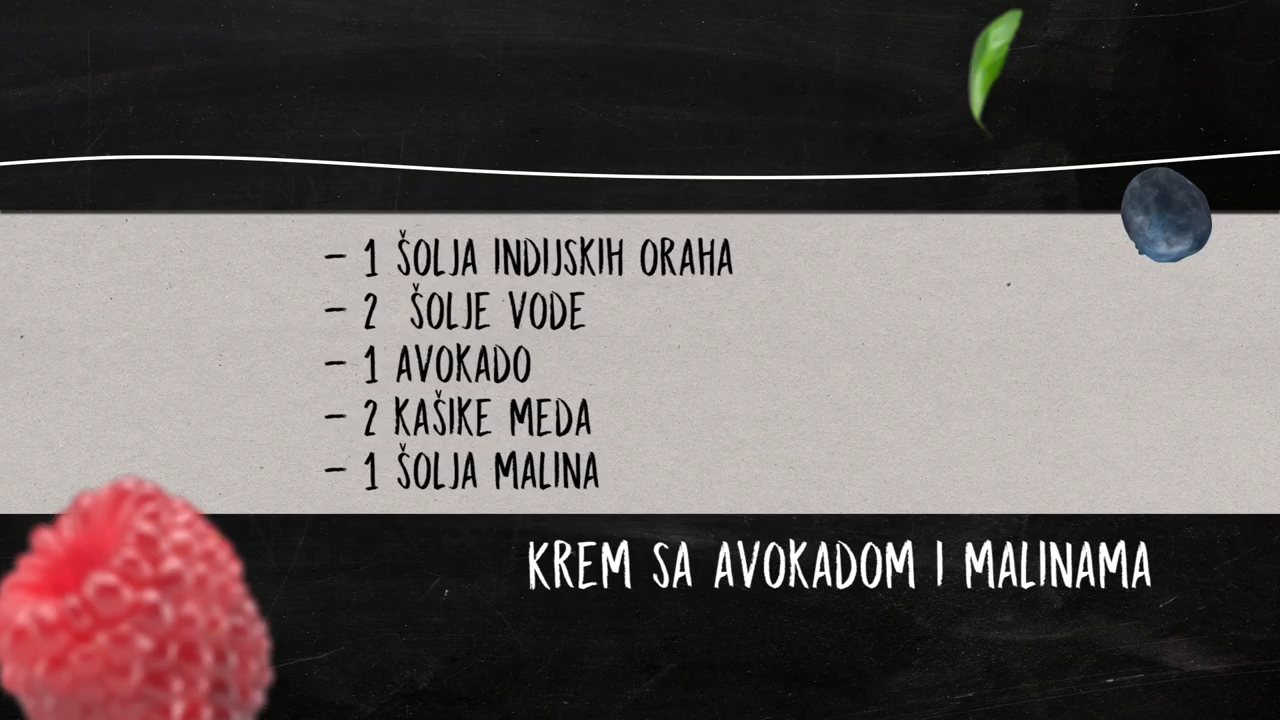 - 1 ŠOLJA INDIJSKIH ORAHA
- 2 ŠOLJE VODE
- 1 AVOKADO
- 2 KAŠIKE MEDA
- 1 ŠOLJA MALINA
KREM SA AVOKADOM I MALINAMA